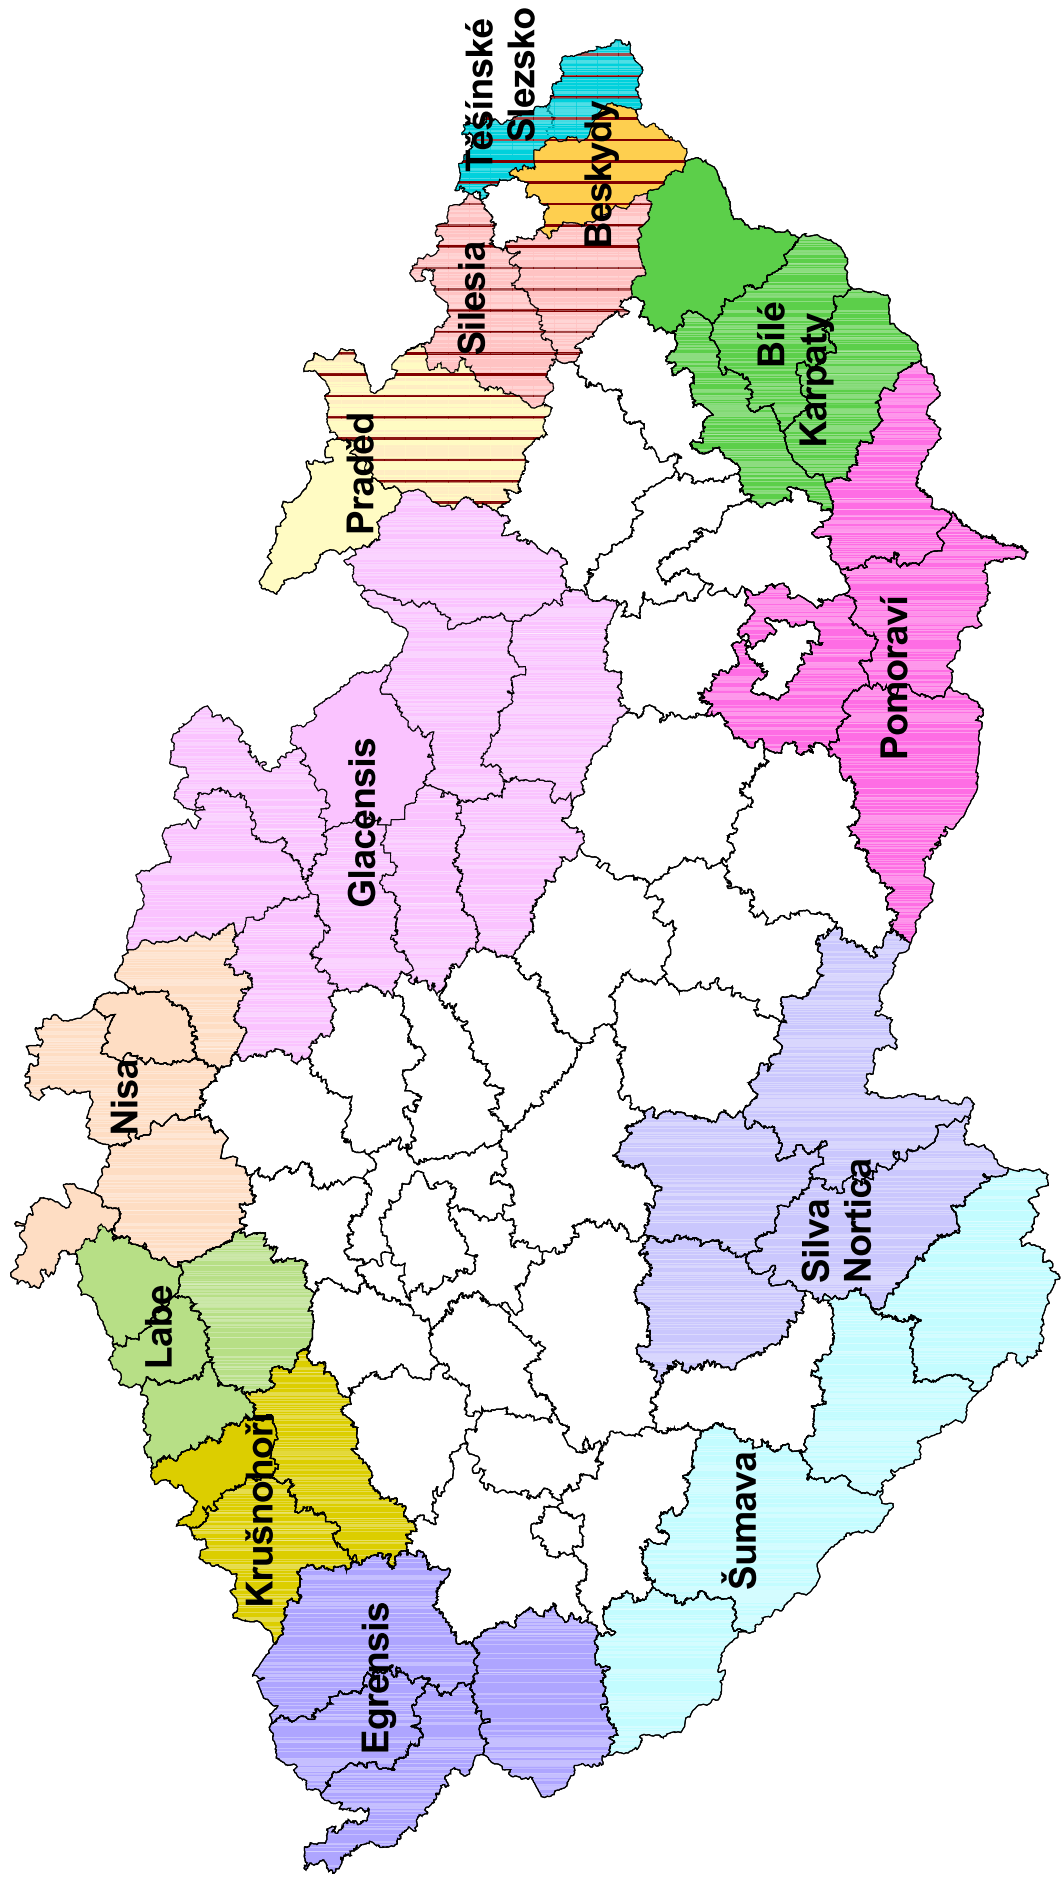 Nisa
Labe
Krušnohoří
Glacensis
Praděd
Egrensis
Silesia
Těšínské
Slezsko
Beskydy
Šumava
Silva
Nortica
Pomoraví
Bílé
Karpaty